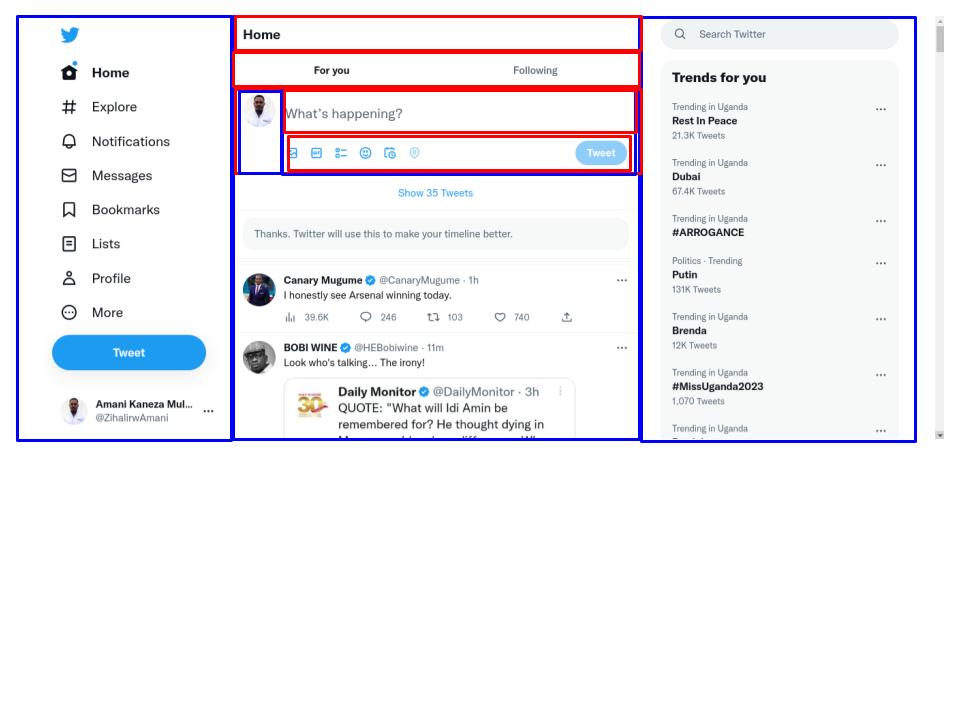 Home
Explore
Notifications
Messages
Bookmarks
Lists
Profile
More
Tweet
Amani Kaneza Mul...
@ZihalirwAmani
Home
For you
Following
What's happening?
GIF
Tweet
Show 35 Tweets
Thanks. Twitter will use this to make your timeline better.
Canary Mugume @CanaryMugume · 1h
I honestly see Arsenal winning today.
39.6K 246 103 740
BOBI WINE @HEBobiwine · 11m
Look who's talking... The irony!
30
Daily Monitor @DailyMonitor · 3h
QUOTE: "What will Idi Amin be
remembered for? He thought dying in
Search Twitter
Trends for you
Trending in Uganda
Rest In Peace
21.3K Tweets
Trending in Uganda
Dubai
67.4K Tweets
Trending in Uganda
#ARROGANCE
Politics · Trending
Putin
131K Tweets
Trending in Uganda
Brenda
12K Tweets
Trending in Uganda
#MissUganda2023
1,070 Tweets
Trending in Uganda